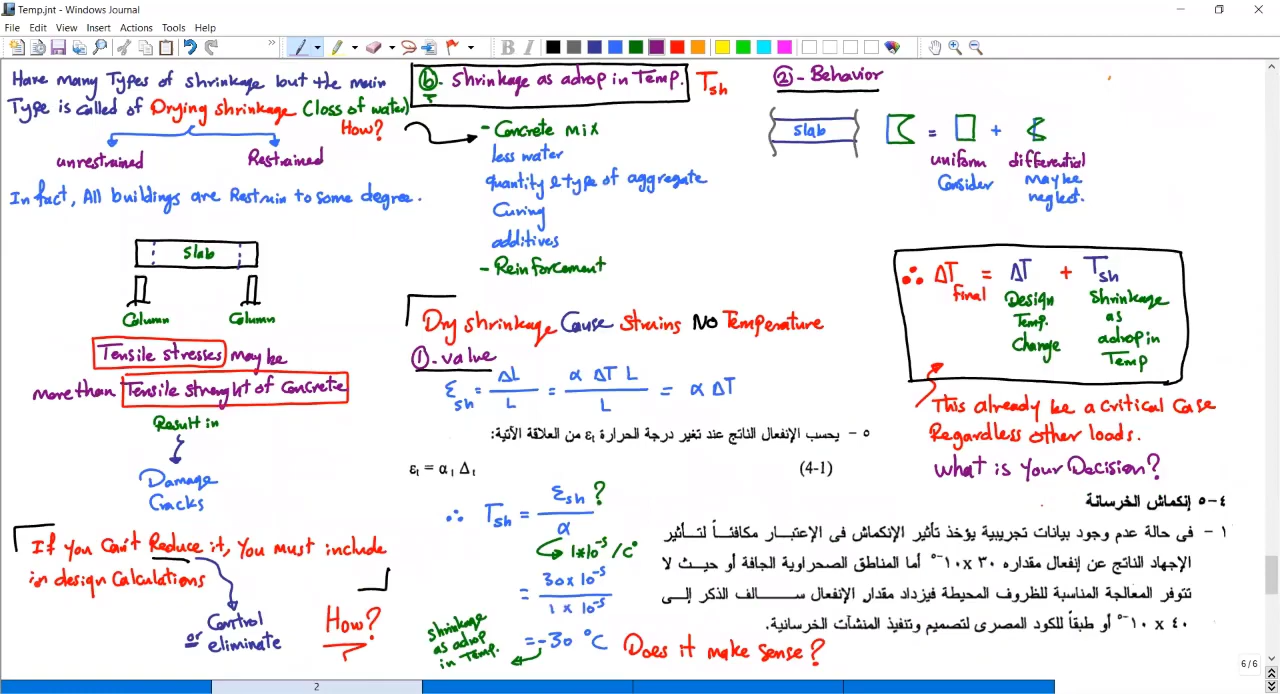 Temp.jnt - Windows Journal
File Edit View Insert Actions Tools Help
Have many Types of shrinkage but the main
Type is called of Drying shrinkage (loss of water)
How?
unrestrained
Restrained
In fact, All buildings are Restrain to some degree.
Slab
Column
Column
Tensile stresses may be
more than Tensile strenght of concrete
Result in
Damage
Cracks
If you Can't Reduce it, You must include
in design Calculations
Control
or eliminate
How?
b - Shrinkage as adrop in Temp. Tsh
- Concrete mix
less water
quantity & type of aggregate
Curing
additives
- Reinforcement
Dry shrinkage Cause Strains NO Temperature
① - value
εsh = ΔL / L = α ΔT L / L = α ΔT
٥ – يحسب الإنفعال الناتج عند تغير درجة الحرارة εt من العلاقة الآتية:
εt = αt Δt (4-1)
∴ Tsh = εsh ? / α
1*10⁻⁵/C°
= 30x10⁻⁵ / 1x10⁻⁵
= -30 °C Does it make sense?
shrinkage
as adrop
in Temp.
② - Behavior
Slab
= +
uniform
Consider
differential
may be
neglect.
∴ ΔT final = ΔT + Tsh
Design
Temp.
Change
Shrinkage
as
adrop in
Temp
This already be a critical Case
Regardless other loads.
What is Your Decision?
٤-٥ إنكماش الخرسانة
١ – فى حالة عدم وجود بيانات تجريبية يؤخذ تأثير الإنكماش فى الإعتبار مكافئاً لتأثير
الإجهاد الناتج عن إنفعال مقداره ٣٠ x ١٠⁻⁵ أما المناطق الصحراوية الجافة أو حيث لا
تتوفر المعالجة المناسبة للظروف المحيطة فيزداد مقدار الإنفعال سالف الذكر إلى
٤٠ x ١٠⁻⁵ أو طبقاً للكود المصرى لتصميم وتنفيذ المنشآت الخرسانية.
6/6
2